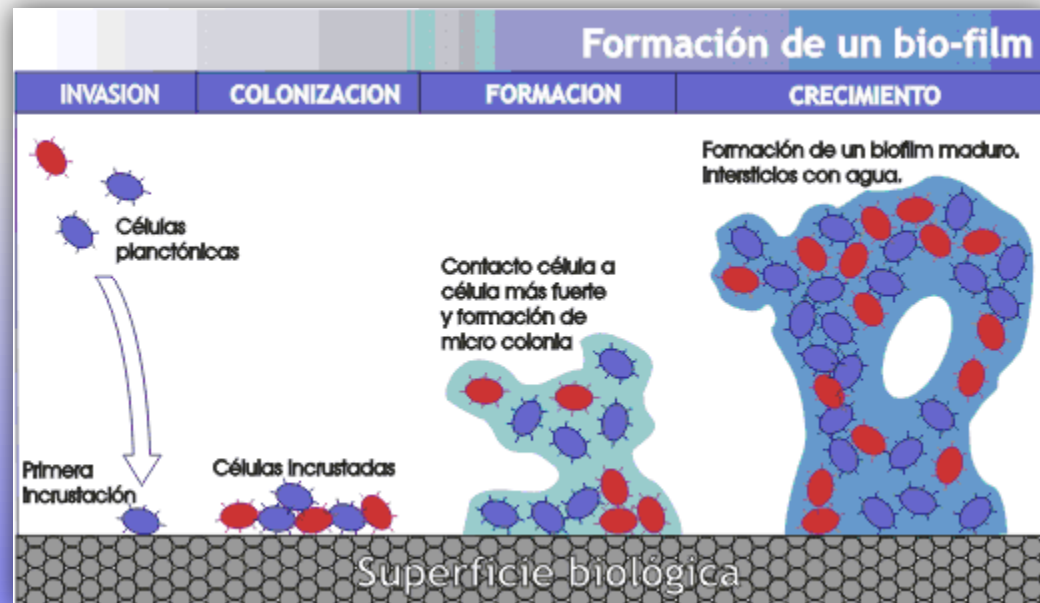 Formación de un bio-film
INVASION
COLONIZACION
FORMACION
CRECIMIENTO
Formación de un biofilm maduro.
Intersticios con agua.
Células
planctónicas
Contacto célula a
célula más fuerte
y formación de
micro colonia
Primera
Incrustación
Células Incrustadas
Superficie biológica